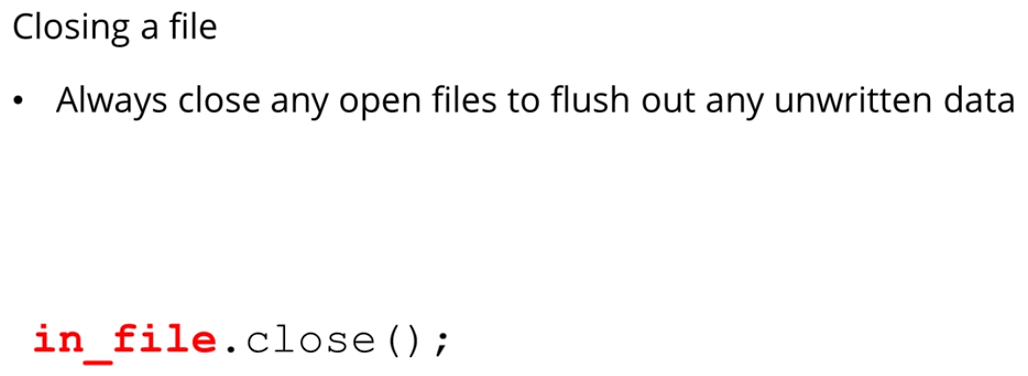 Closing a file
• Always close any open files to flush out any unwritten data
in_file.close();